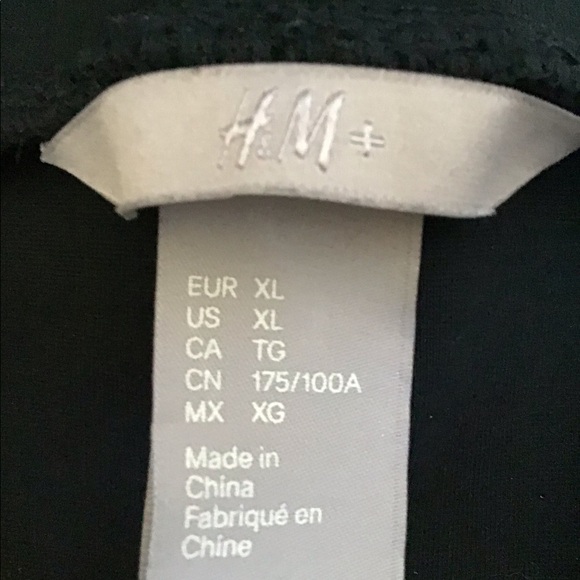 H&M+
EUR XL
US XL
CA TG
CN 175/100A
MX XG
Made in
China
Fabriqué en
Chine